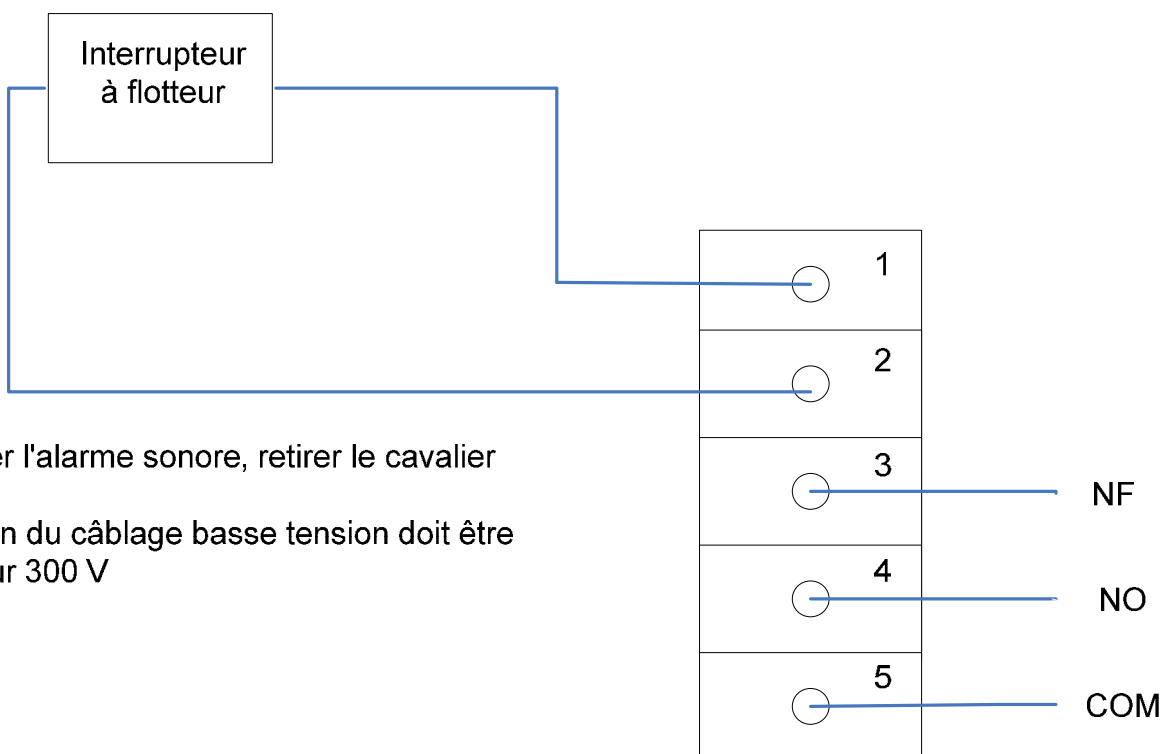 Interrupteur
à flotteur
1
2
l'alarme sonore, retirer le cavalier
3
NF
du câblage basse tension doit être
300 V
4
NO
5
COM